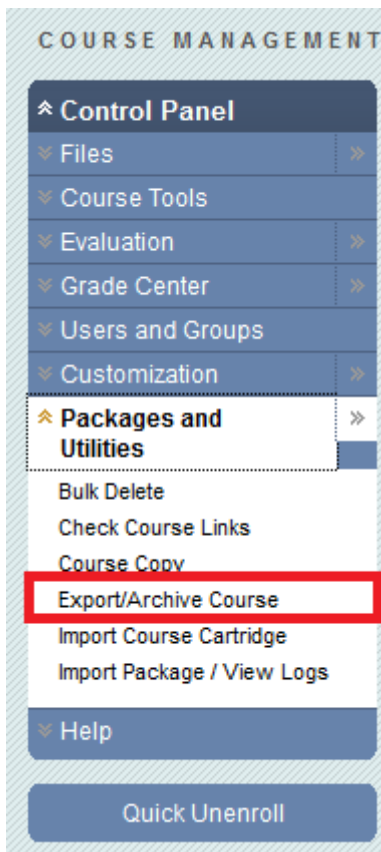 COURSE MANAGEMENT
Control Panel
Files
Course Tools
Evaluation
Grade Center
Users and Groups
Customization
Packages and
Utilities
Bulk Delete
Check Course Links
Course Copy
Export/Archive Course
Import Course Cartridge
Import Package / View Logs
Help
Quick Unenroll